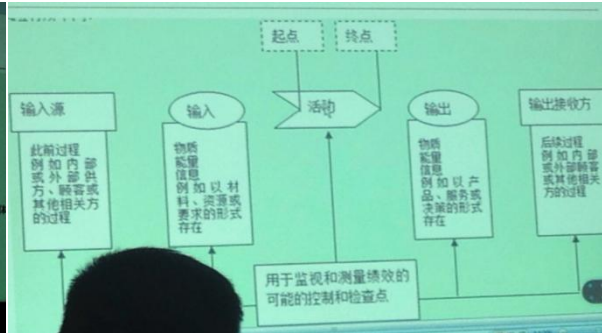 起点
终点
输入源
输入
活动
输出
输出接收方
此前过程
例如内部
或外部供
方、顾客或
其他相关方
的过程
物质
能量
信息
例如以材
料、资源或
要求的形式
存在
物质
能量
信息
例如以产
品、服务或
决策的形式
存在
后续过程
例如内部
或外部顾客
或其他相关
方的过程
用于监视和测量绩效的
可能的控制和检查点